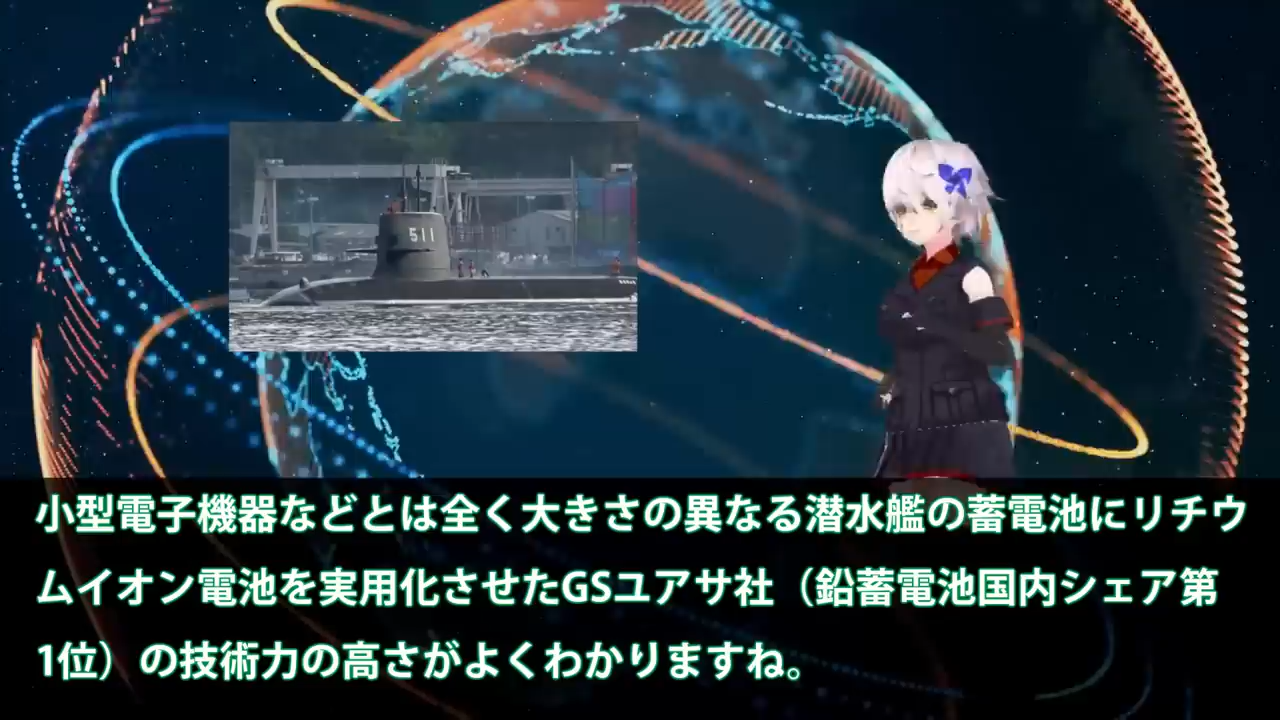 511
小型電子機器などとは全く大きさの異なる潜水艦の蓄電池にリチウ
ムイオン電池を実用化させたGSユアサ社（鉛蓄電池国内シェア第
1位）の技術力の高さがよくわかりますね。